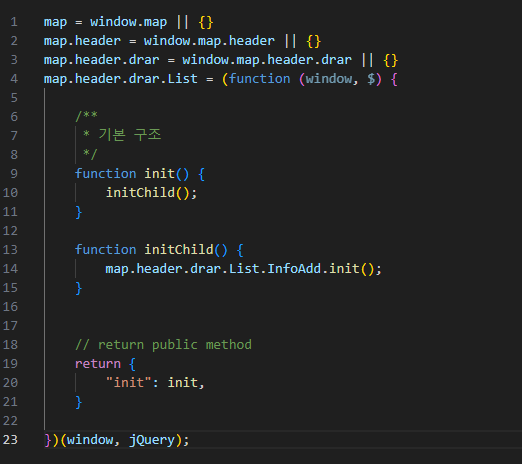 1 map = window.map || {}
2 map.header = window.map.header || {}
3 map.header.drar = window.map.header.drar || {}
4 map.header.drar.List = (function (window, $) {
5
6     /**
7      * 기본 구조
8      */
9     function init() {
10         initChild();
11     }
12
13     function initChild() {
14         map.header.drar.List.InfoAdd.init();
15     }
16
17
18     // return public method
19     return {
20         "init": init,
21     }
22
23 })(window, jQuery);